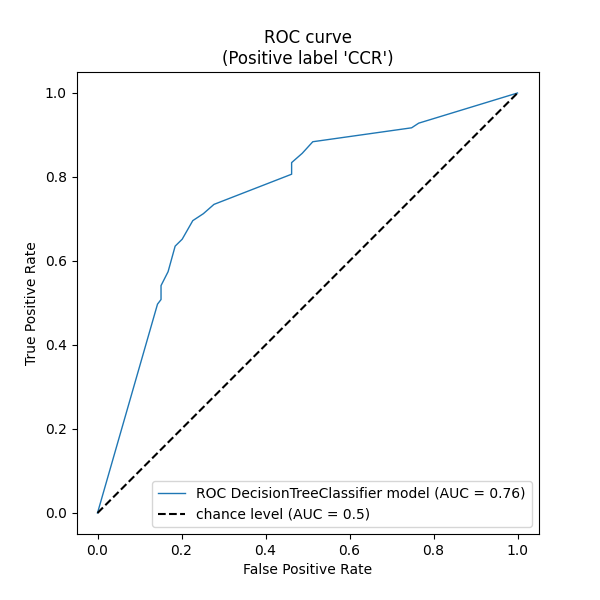 ROC curve
(Positive label 'CCR')
True Positive Rate
1.0
0.8
0.6
0.4
0.2
0.0
ROC DecisionTreeClassifier model (AUC = 0.76)
chance level (AUC = 0.5)
0.0 0.2 0.4 0.6 0.8 1.0
False Positive Rate